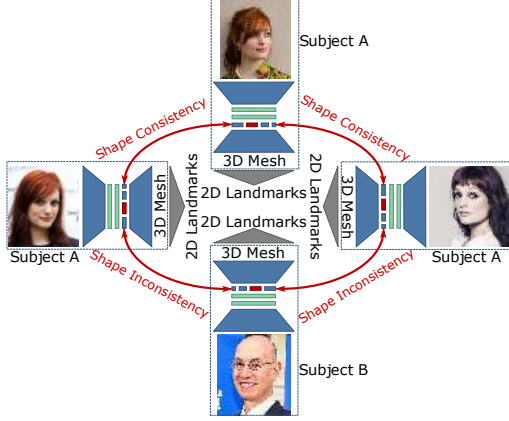 Subject A
Shape Consistency
Shape Consistency
3D Mesh
2D Landmarks
2D Landmarks
3D Mesh
2D Landmarks
2D Landmarks
3D Mesh
3D Mesh
Subject A
Subject A
Shape Inconsistency
Shape Inconsistency
Subject B